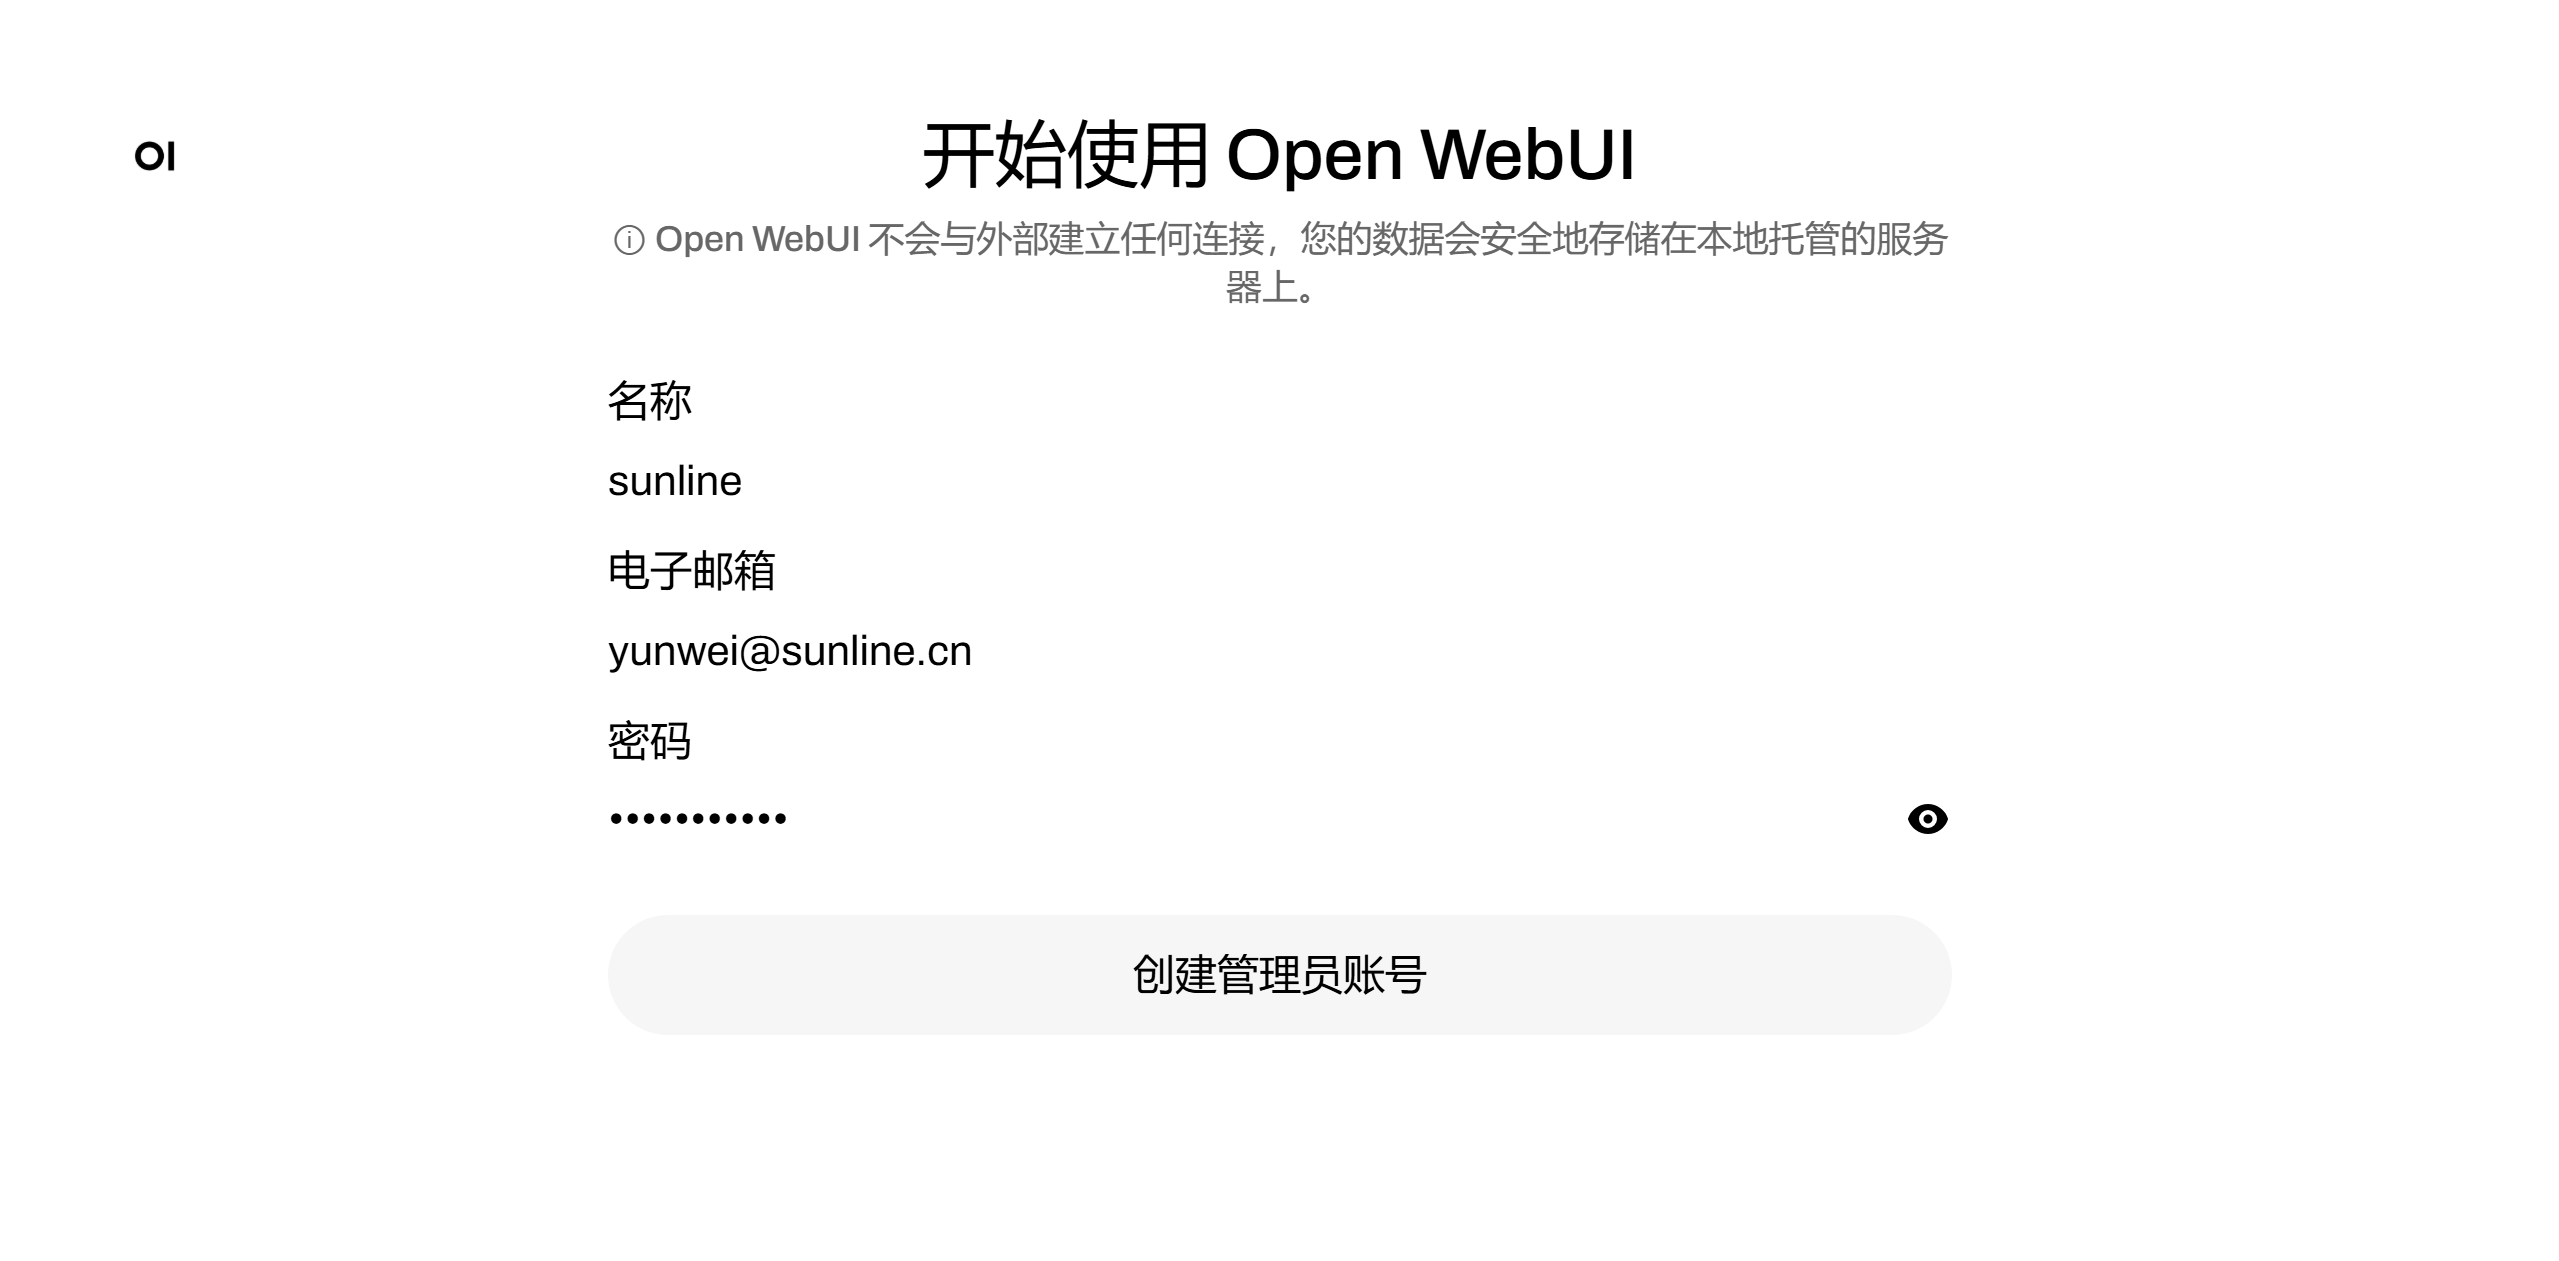 OI
开始使用 Open WebUI
ⓘ Open WebUI 不会与外部建立任何连接，您的数据会安全地存储在本地托管的服务
器上。
名称
sunline
电子邮箱
yunwei@sunline.cn
密码
•••••••••••
创建管理员账号